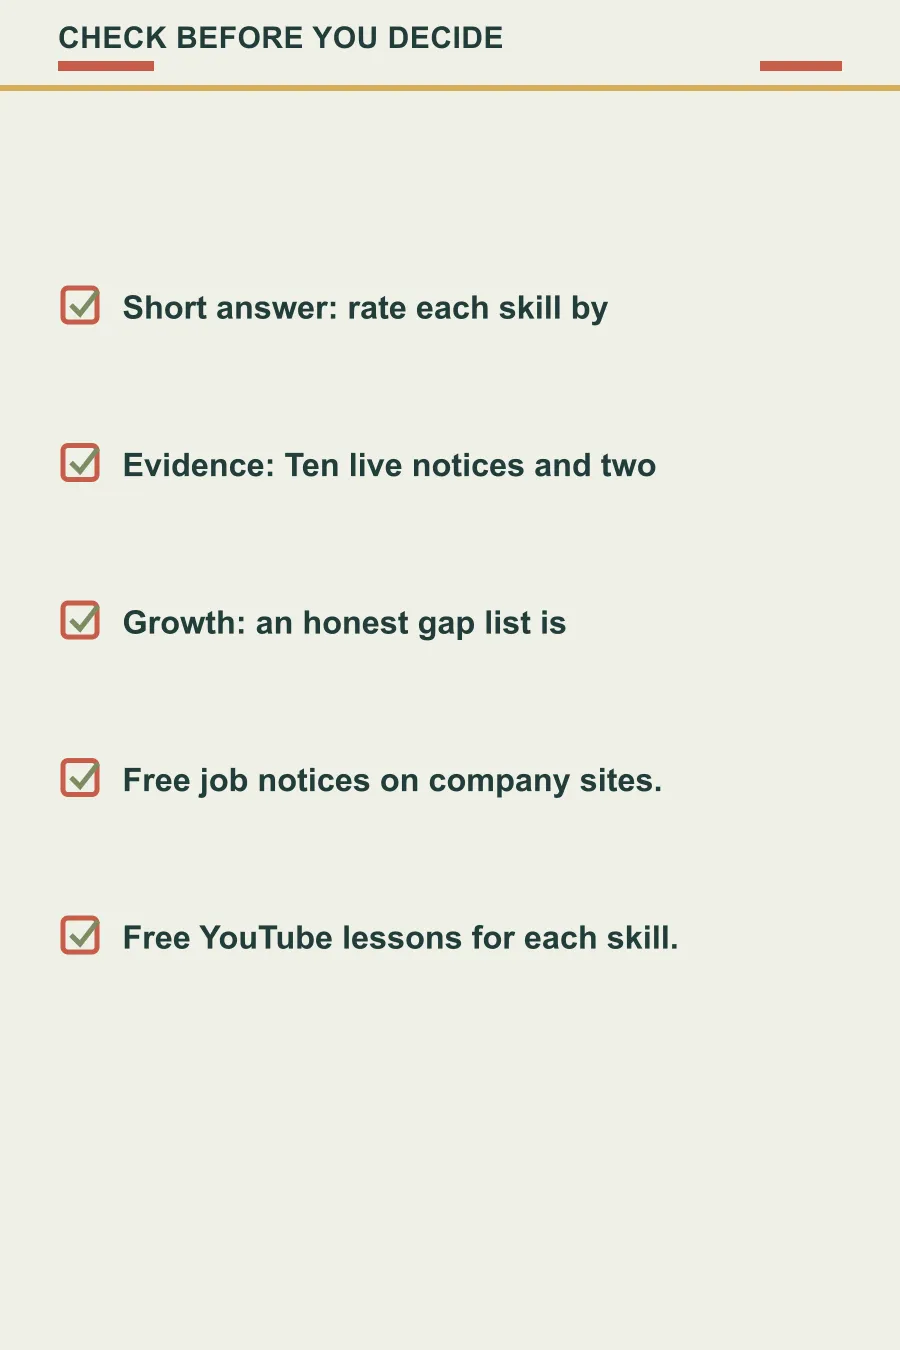 CHECK BEFORE YOU DECIDE
Short answer: rate each skill by
Evidence: Ten live notices and two
Growth: an honest gap list is
Free job notices on company sites.
Free YouTube lessons for each skill.